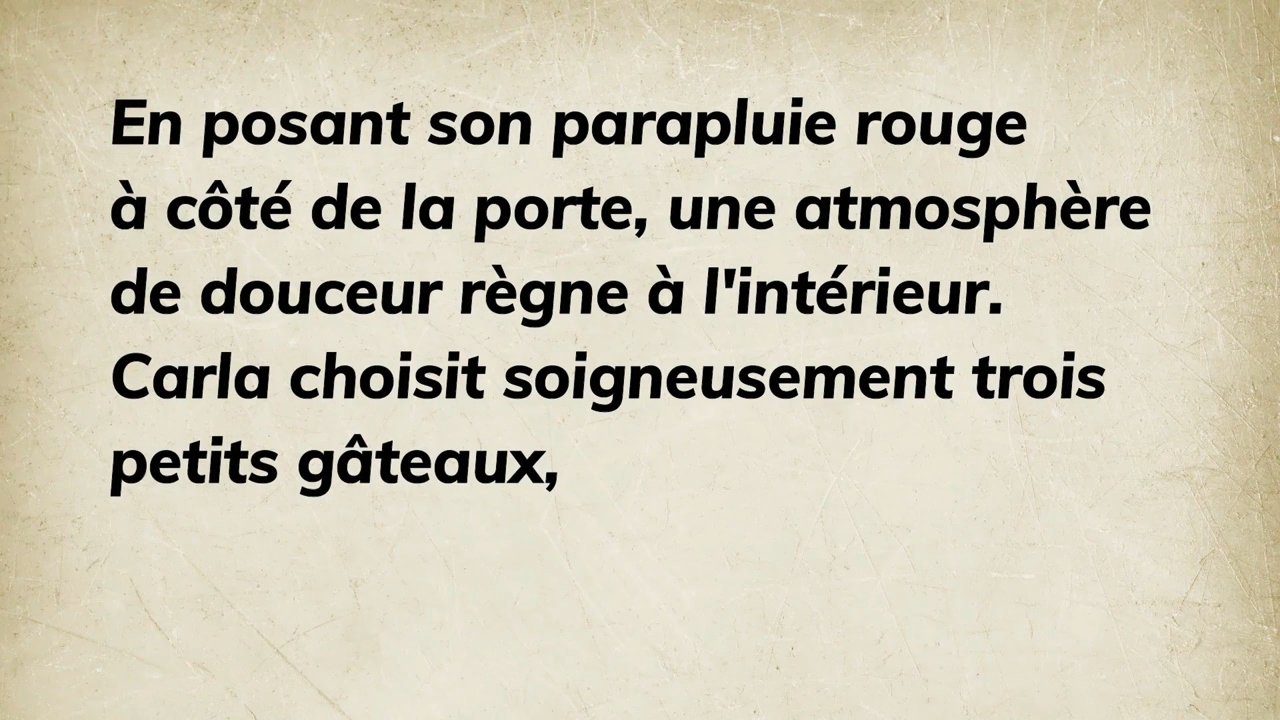 En posant son parapluie rouge
à côté de la porte, une atmosphère
de douceur règne à l'intérieur.
Carla choisit soigneusement trois
petits gâteaux,